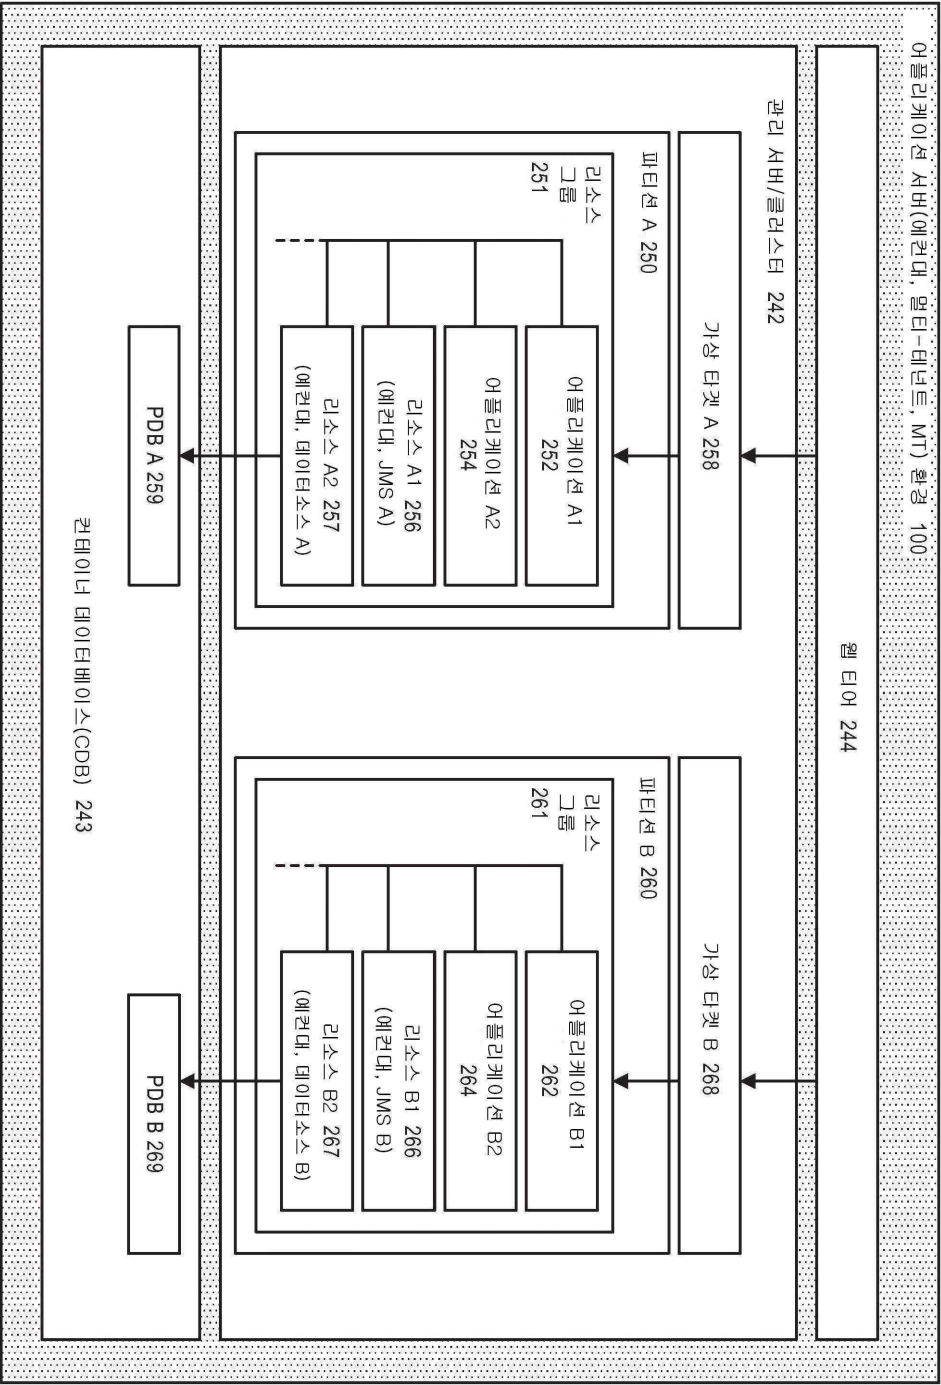 어플리케이션 서버(예컨대, 멀티-테넌트, MT) 환경 100
웹 티어 244
관리 서버/클러스터 242
가상 타겟 A 258
파티션 A 250
리소스
그룹
251
어플리케이션 A1
252
어플리케이션 A2
254
리소스 A1 256
(예컨대, JMS A)
리소스 A2 257
(예컨대, 데이터소스 A)
PDB A 259
가상 타켓 B 268
파티션 B 260
리소스
그룹
261
어플리케이션 B1
262
어플리케이션 B2
264
리소스 B1 266
(예컨대, JMS B)
리소스 B2 267
(예컨대, 데이터소스 B)
PDB B 269
컨테이너 데이터베이스(CDB) 243